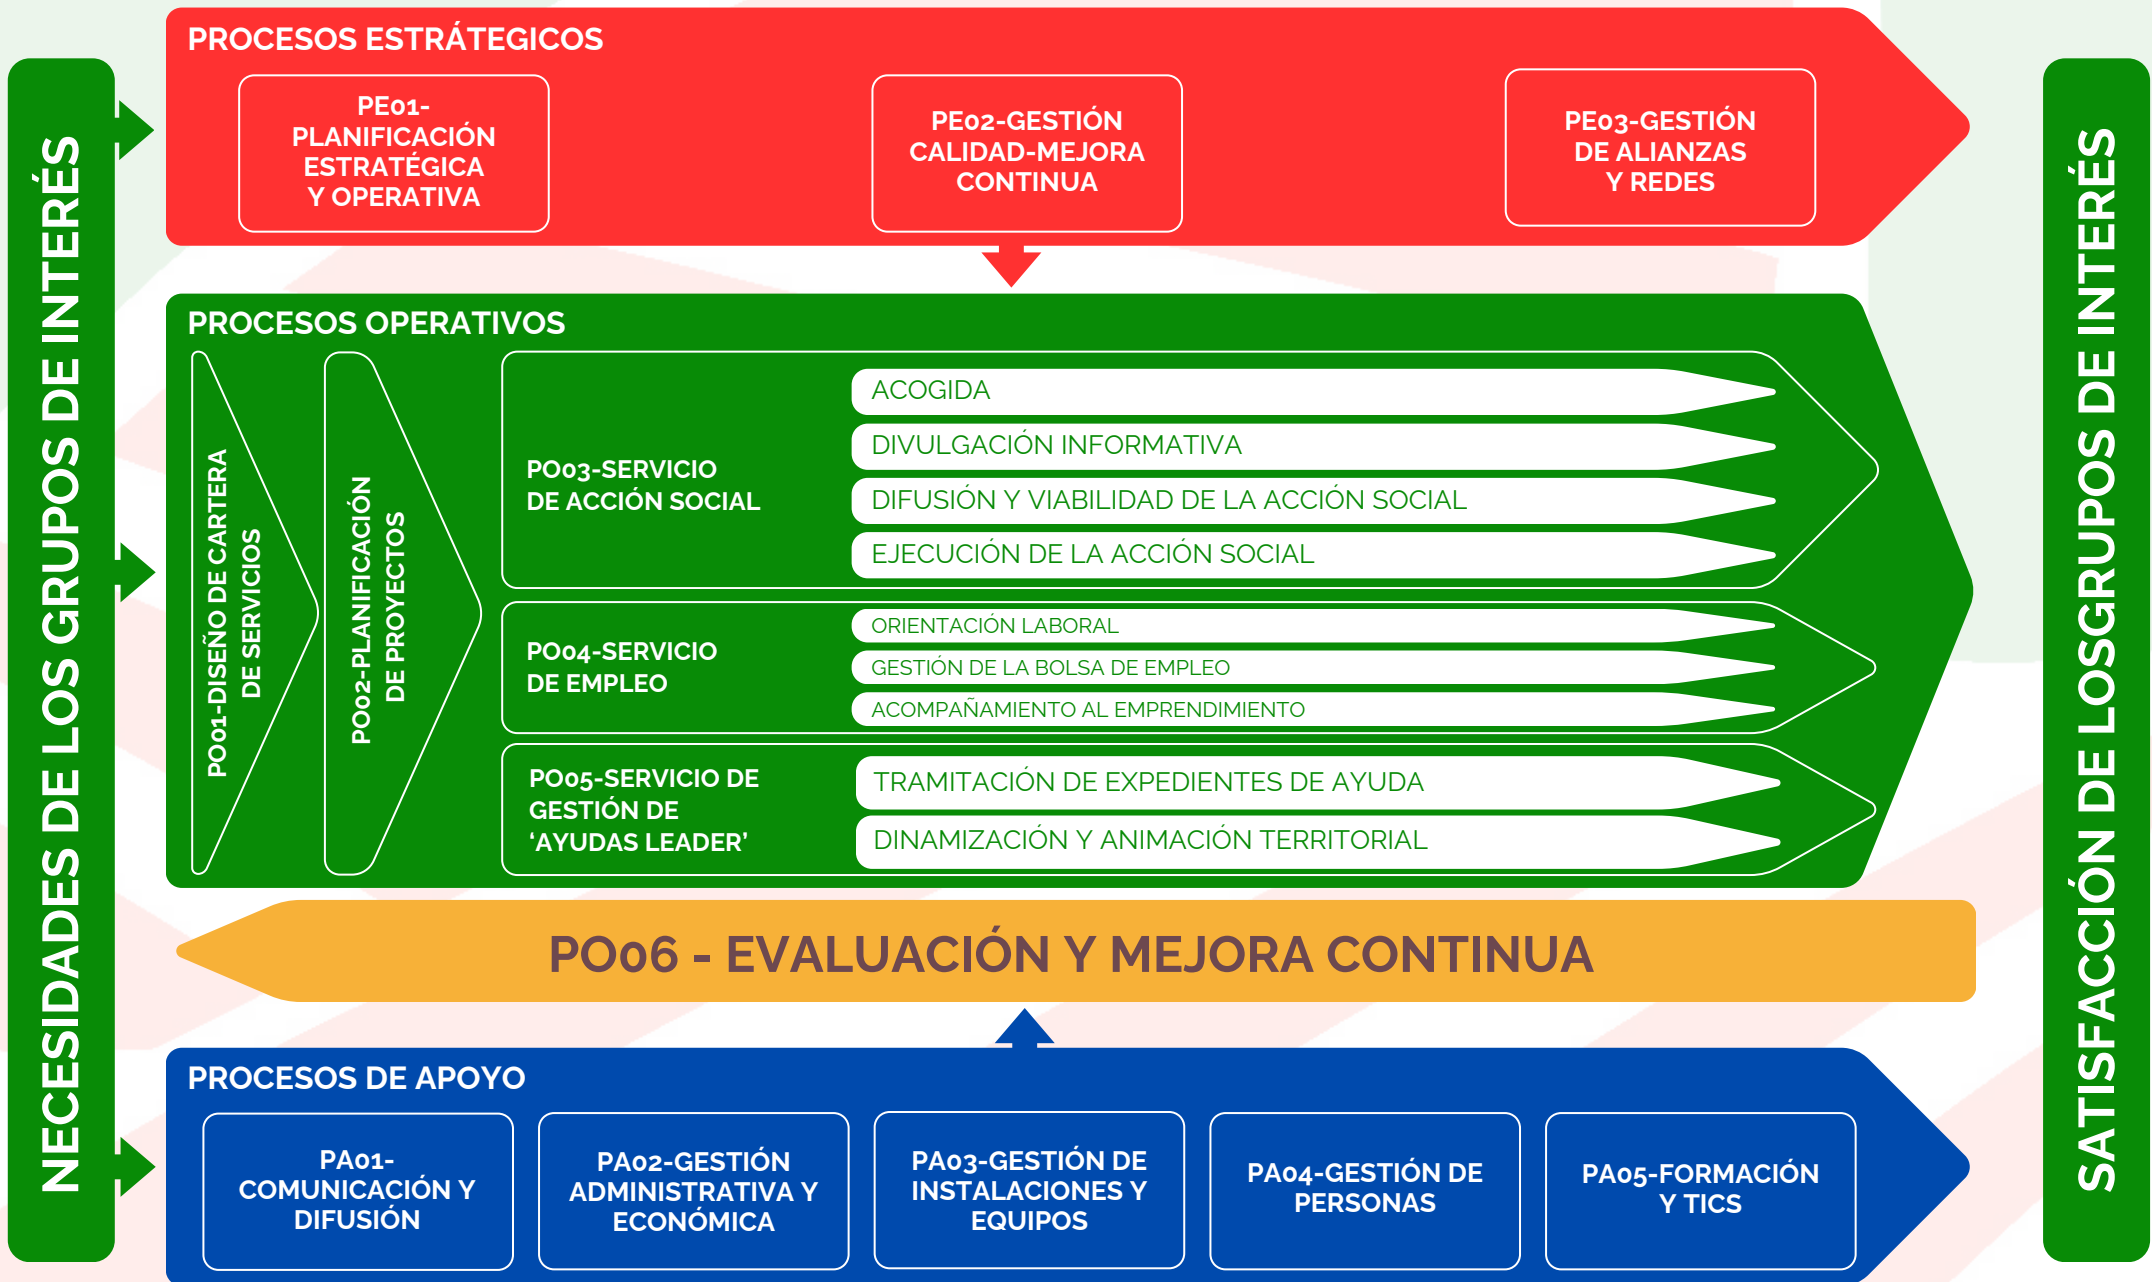 NECESIDADES DE LOS GRUPOS DE INTERÉS
PROCESOS ESTRÁTEGICOS
PE01-
PLANIFICACIÓN
ESTRATÉGICA
Y OPERATIVA
PE02-GESTIÓN
CALIDAD-MEJORA
CONTINUA
PE03-GESTIÓN
DE ALIANZAS
Y REDES
PROCESOS OPERATIVOS
PO01-DISEÑO DE CARTERA
DE SERVICIOS
PO02-PLANIFICACIÓN
DE PROYECTOS
PO03-SERVICIO
DE ACCIÓN SOCIAL
ACOGIDA
DIVULGACIÓN INFORMATIVA
DIFUSIÓN Y VIABILIDAD DE LA ACCIÓN SOCIAL
EJECUCIÓN DE LA ACCIÓN SOCIAL
PO04-SERVICIO
DE EMPLEO
ORIENTACIÓN LABORAL
GESTIÓN DE LA BOLSA DE EMPLEO
ACOMPAÑAMIENTO AL EMPRENDIMIENTO
PO05-SERVICIO DE
GESTIÓN DE
‘AYUDAS LEADER’
TRAMITACIÓN DE EXPEDIENTES DE AYUDA
DINAMIZACIÓN Y ANIMACIÓN TERRITORIAL
PO06 - EVALUACIÓN Y MEJORA CONTINUA
PROCESOS DE APOYO
PA01-
COMUNICACIÓN Y
DIFUSIÓN
PA02-GESTIÓN
ADMINISTRATIVA Y
ECONÓMICA
PA03-GESTIÓN DE
INSTALACIONES Y
EQUIPOS
PA04-GESTIÓN DE
PERSONAS
PA05-FORMACIÓN
Y TICS
SATISFACCIÓN DE LOSGRUPOS DE INTERÉS